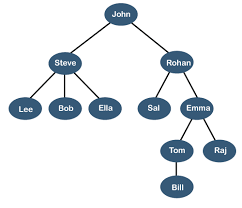 John
Steve Rohan
Lee Bob Ella Sal Emma
Tom Raj
Bill